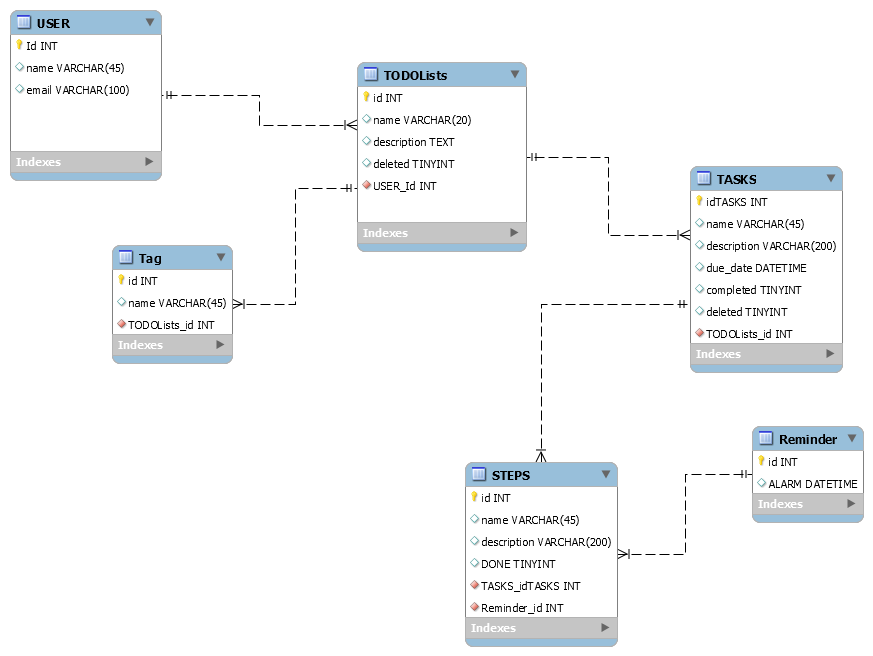 USER
Id INT
name VARCHAR(45)
email VARCHAR(100)
Indexes
TODOLists
id INT
name VARCHAR(20)
description TEXT
deleted TINYINT
USER_Id INT
Indexes
TASKS
idTASKS INT
name VARCHAR(45)
description VARCHAR(200)
due_date DATETIME
completed TINYINT
deleted TINYINT
TODOLists_id INT
Indexes
Tag
id INT
name VARCHAR(45)
TODOLists_id INT
Indexes
Reminder
id INT
ALARM DATETIME
Indexes
STEPS
id INT
name VARCHAR(45)
description VARCHAR(200)
DONE TINYINT
TASKS_idTASKS INT
Reminder_id INT
Indexes